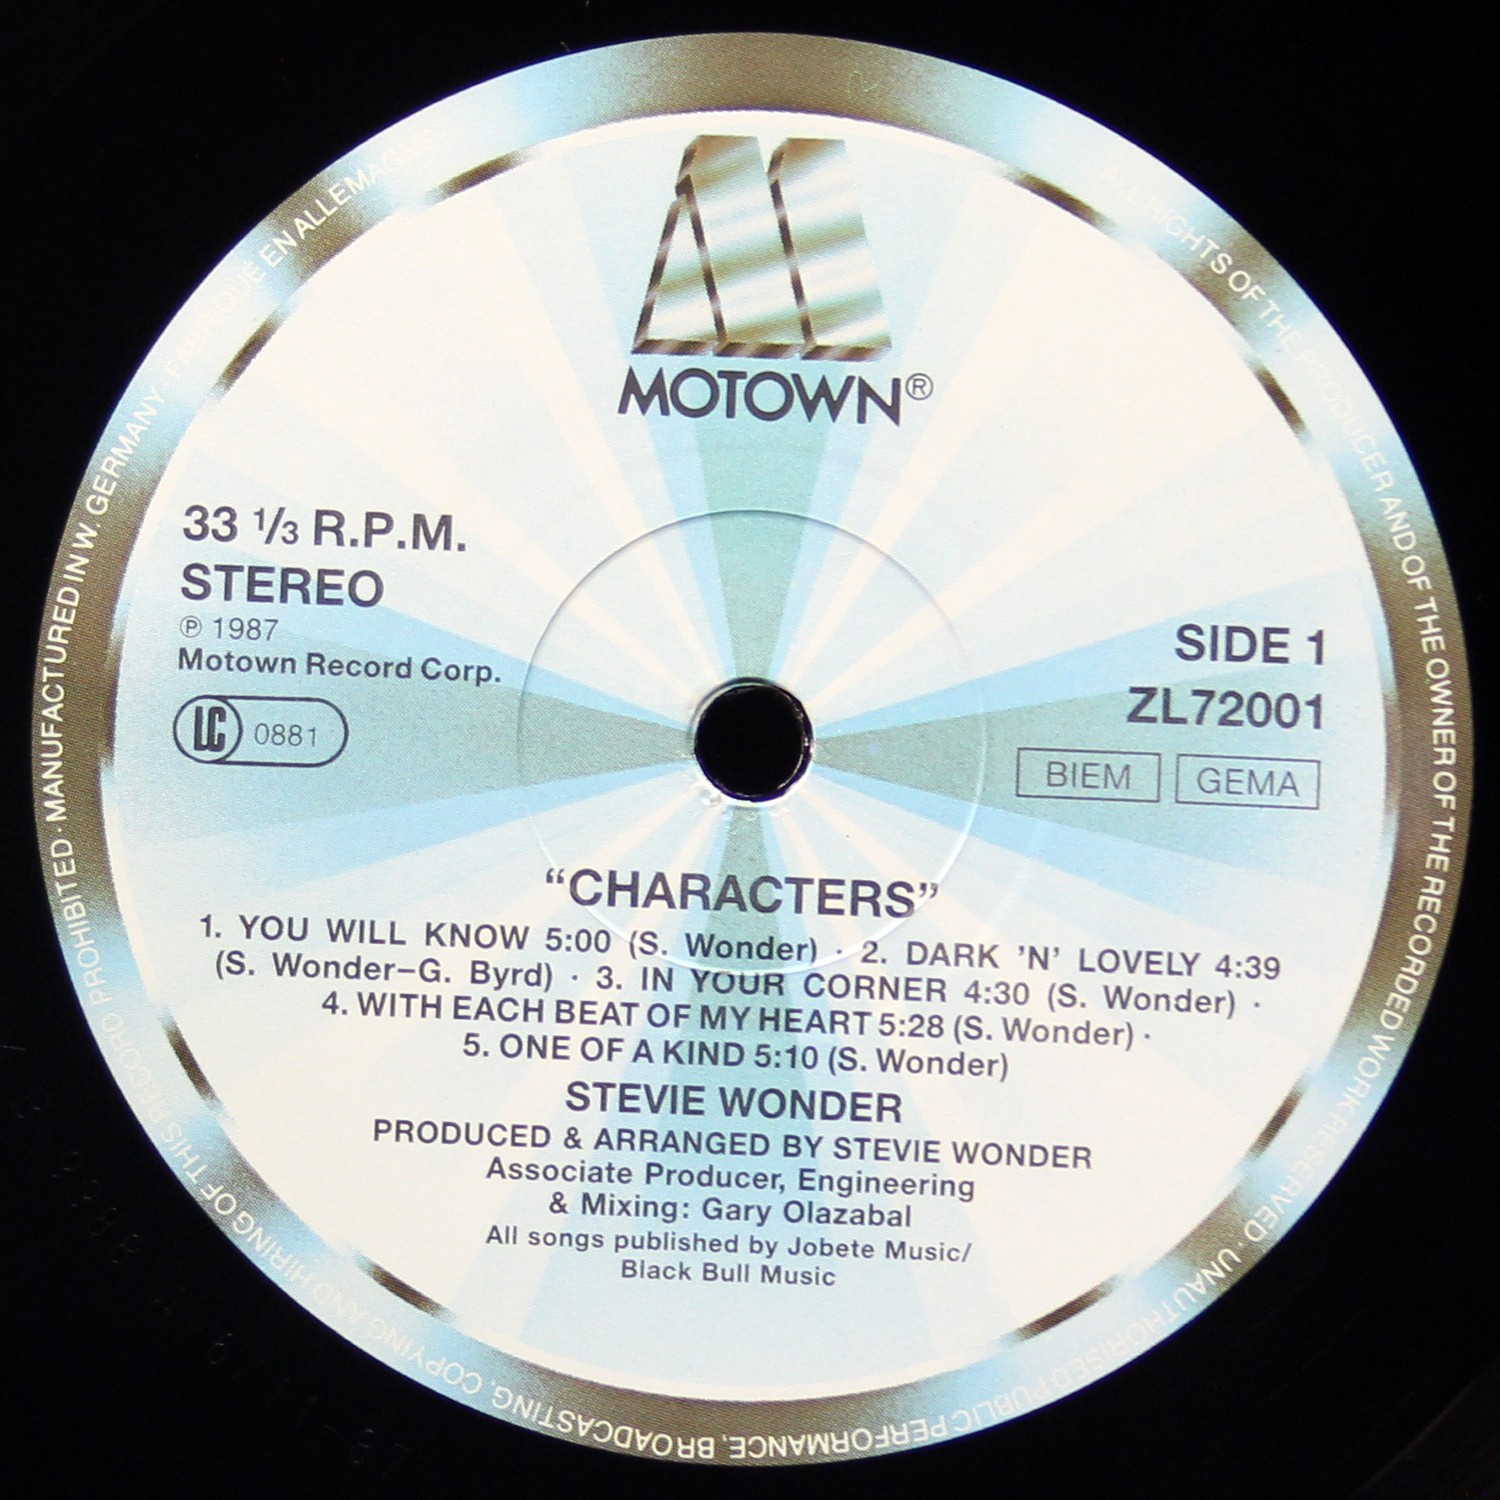 MOTOWN®
33 1/3 R.P.M.
STEREO
℗ 1987
Motown Record Corp.
LC 0881
SIDE 1
ZL72001
BIEM GEMA
“CHARACTERS”
1. YOU WILL KNOW 5:00 (S. Wonder) · 2. DARK ’N’ LOVELY 4:39
(S. Wonder–G. Byrd) · 3. IN YOUR CORNER 4:30 (S. Wonder) ·
4. WITH EACH BEAT OF MY HEART 5:28 (S. Wonder) ·
5. ONE OF A KIND 5:10 (S. Wonder)
STEVIE WONDER
PRODUCED & ARRANGED BY STEVIE WONDER
Associate Producer, Engineering
& Mixing: Gary Olazabal
All songs published by Jobete Music/
Black Bull Music
ALL RIGHTS OF THE PRODUCER AND OF THE OWNER OF THE RECORDED WORK RESERVED · UNAUTHORISED PUBLIC PERFORMANCE, BROADCASTING, COPYING AND HIRING OF THIS RECORD PROHIBITED · MANUFACTURED IN W. GERMANY · FABRIQUÉ EN ALLEMAGNE